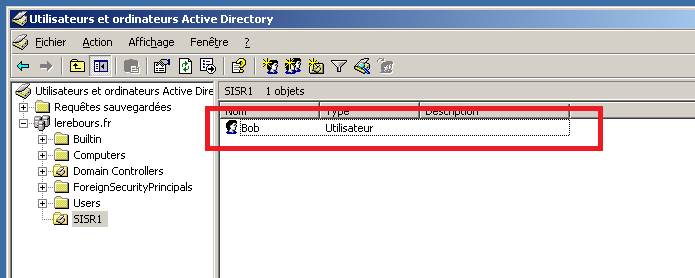 Utilisateurs et ordinateurs Active Directory
Fichier Action Affichage Fenêtre ?
Utilisateurs et ordinateurs Active Dire
Requêtes sauvegardées
lerebours.fr
Builtin
Computers
Domain Controllers
ForeignSecurityPrincipals
Users
SISR1
SISR1 1 objets
Nom Type Description
Bob Utilisateur